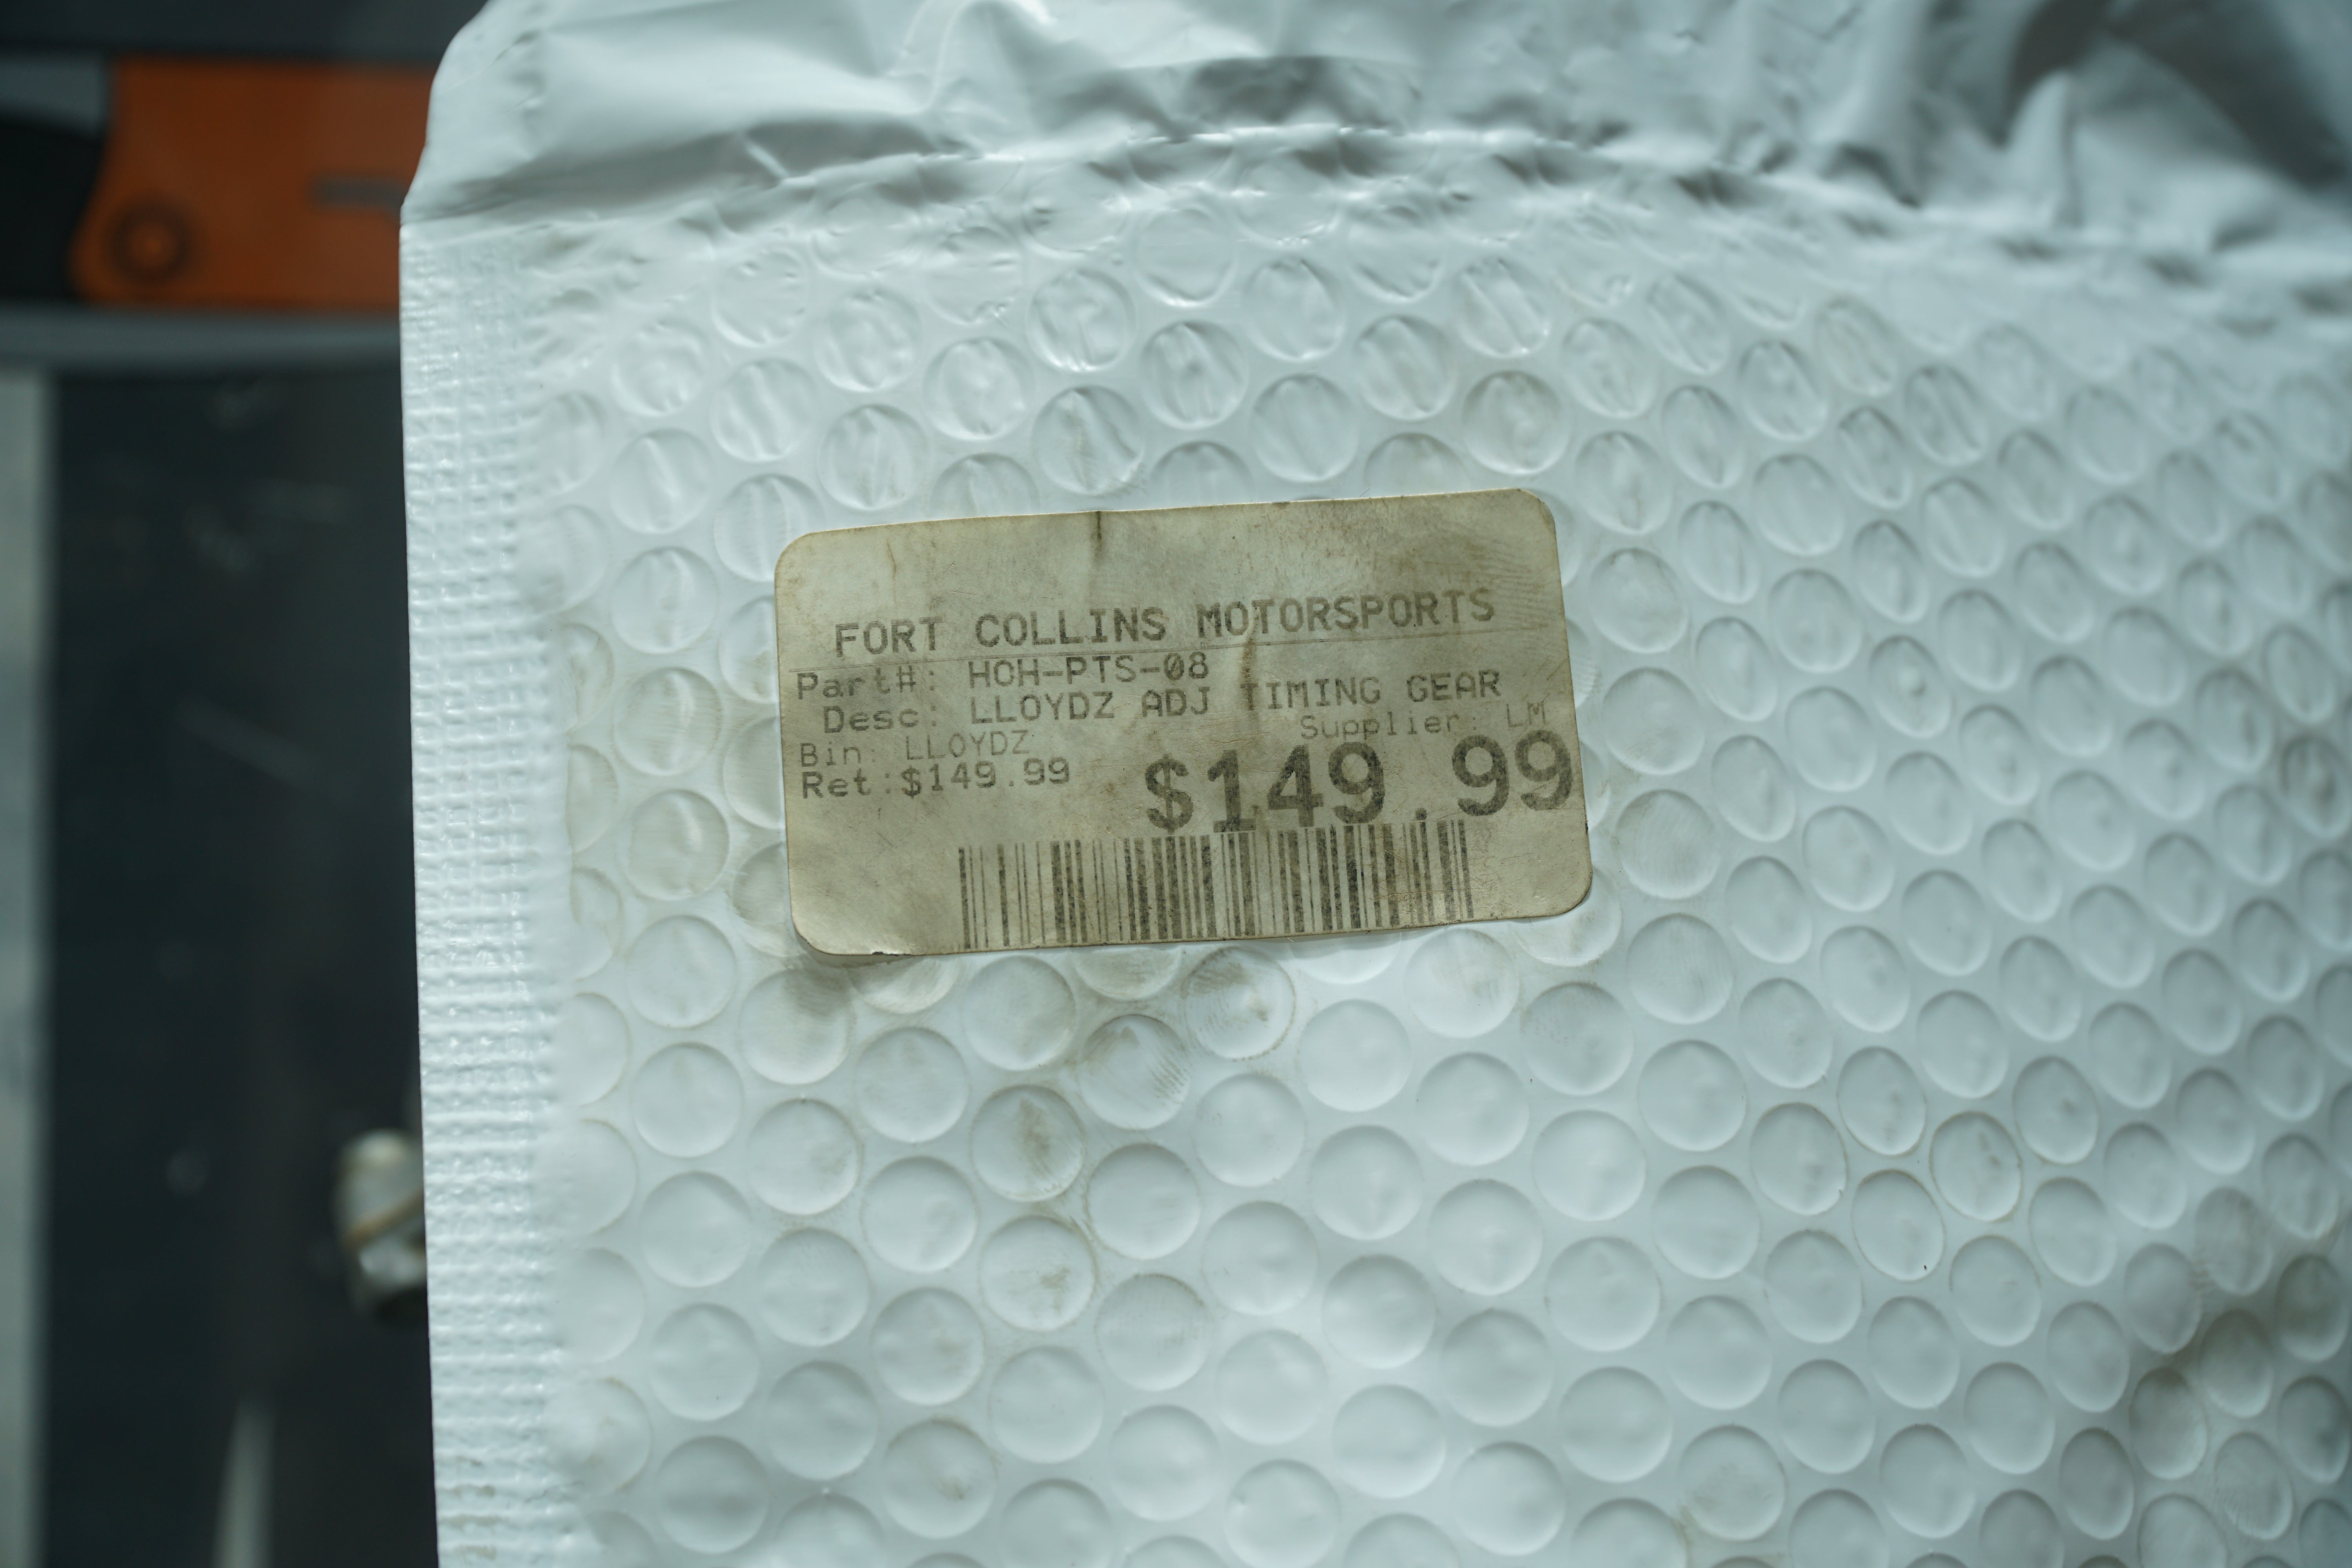 FORT COLLINS MOTORSPORTS
Part#: HOH-PTS-08
Desc: LLOYDZ ADJ TIMING GEAR
Supplier: LM
Bin: LLOYDZ
Ret:$149.99
$149.99